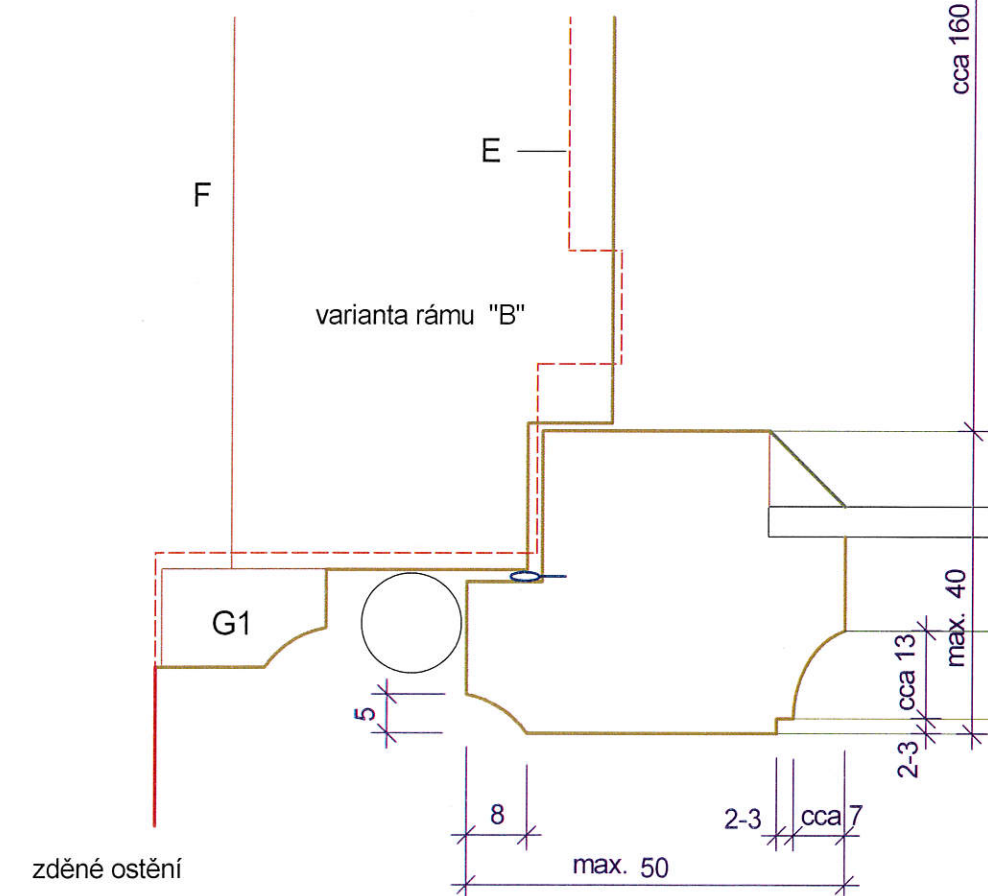 cca 160
E
F
varianta rámu "B"
max. 40
G1
cca 13
5
2-3
8
2-3
cca 7
max. 50
zděné ostění